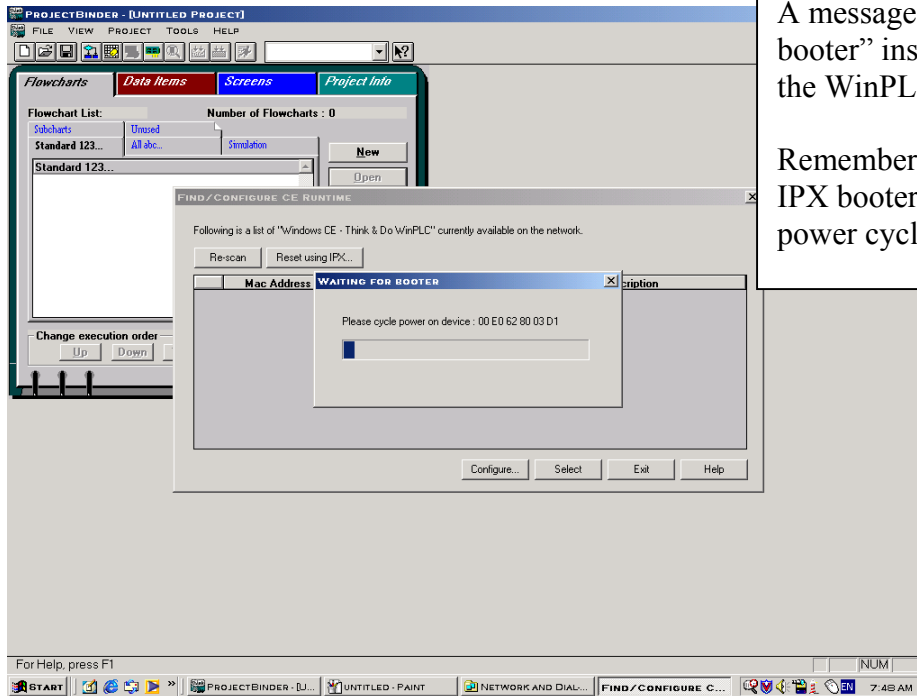 PROJECTBINDER - [UNTITLED PROJECT]
FILE VIEW PROJECT TOOLS HELP
Flowcharts Data Items Screens Project Info
Flowchart List: Number of Flowcharts : 0
Subcharts Unused
Standard 123... All abc... Simulation
New
Standard 123...
Open
FIND/CONFIGURE CE RUNTIME
Following is a list of "Windows CE - Think & Do WinPLC" currently available on the network.
Re-scan Reset using IPX...
Mac Address
WAITING FOR BOOTER
Please cycle power on device : 00 E0 62 80 03 D1
Change execution order
Up Down
Configure... Select Exit Help
A message
booter” ins
the WinPL
Remember
IPX booter
power cycl
For Help, press F1
NUM
START
PROJECTBINDER - [U...
UNTITLED - PAINT
NETWORK AND DIAL-...
FIND/CONFIGURE C...
EN
7:48 AM